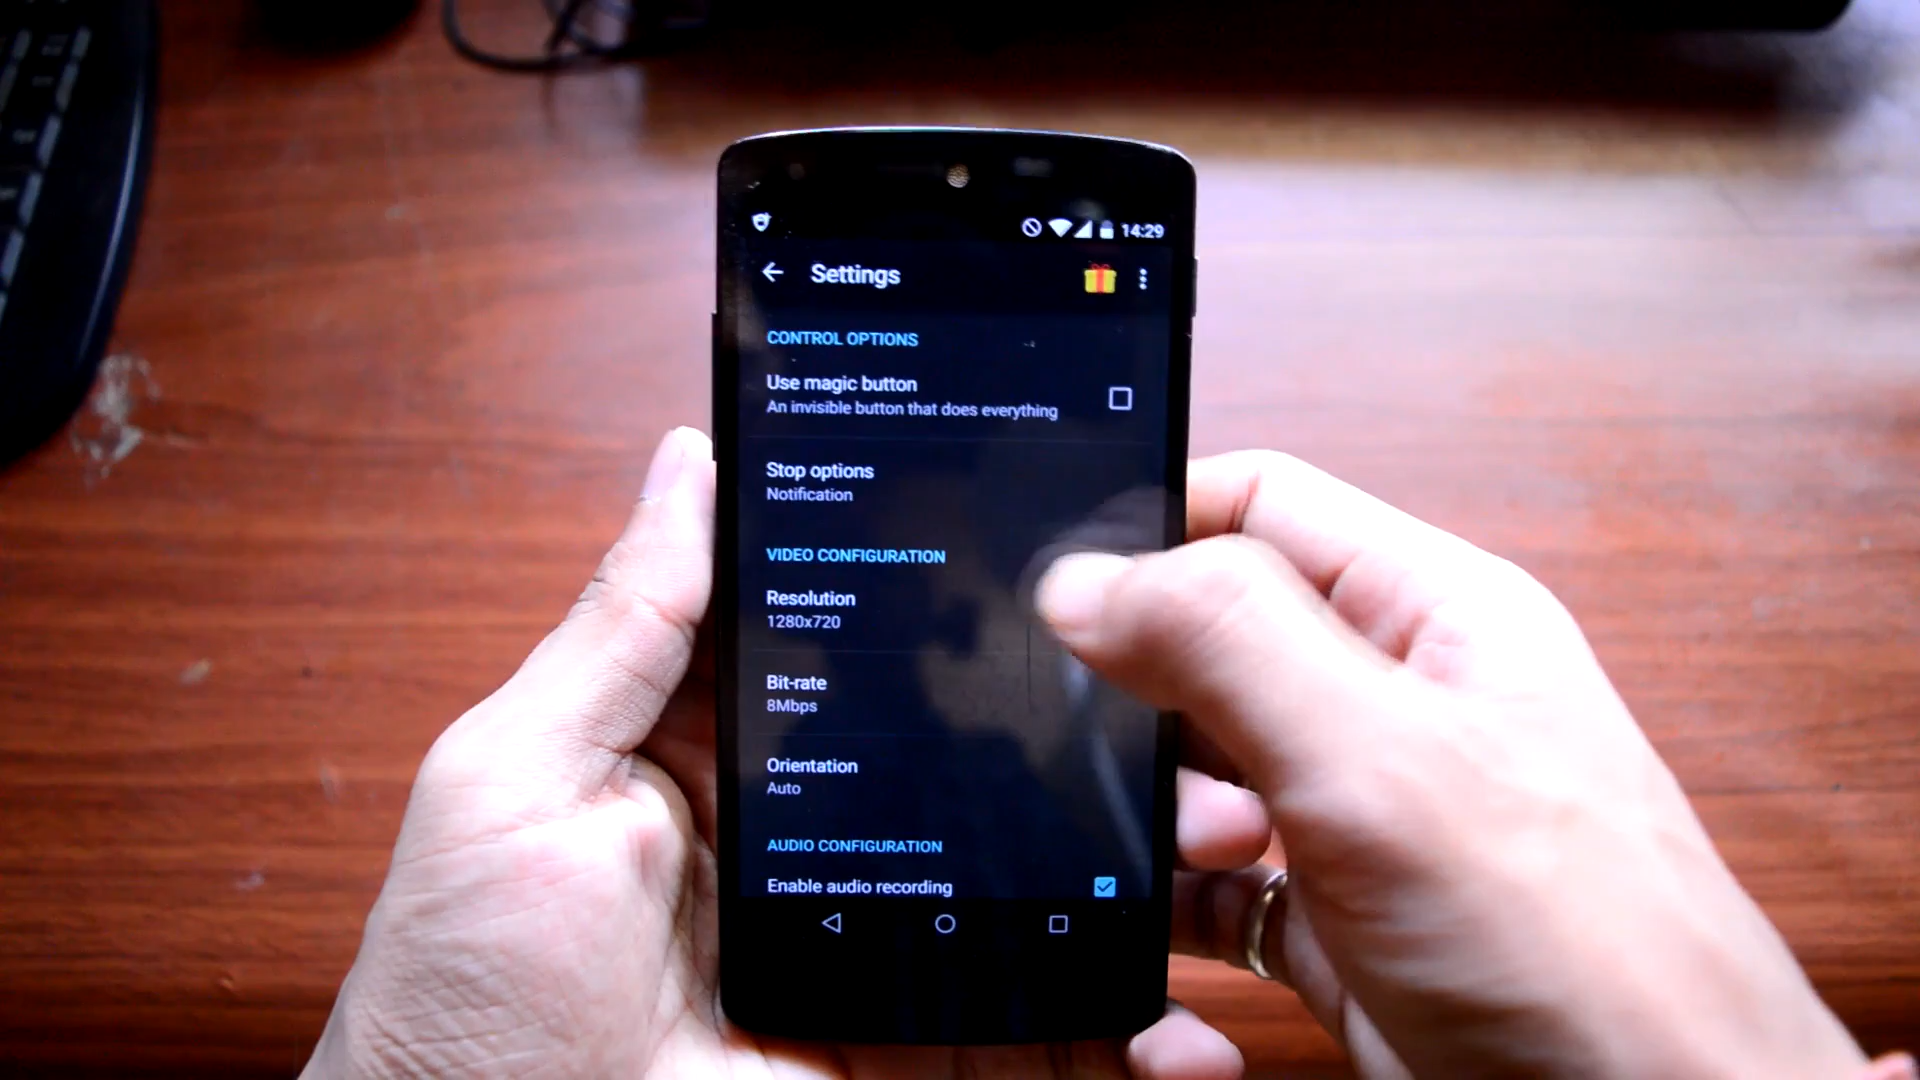 14:29
Settings
CONTROL OPTIONS
Use magic button
An invisible button that does everything
Stop options
Notification
VIDEO CONFIGURATION
Resolution
1280x720
Bit-rate
8Mbps
Orientation
Auto
AUDIO CONFIGURATION
Enable audio recording